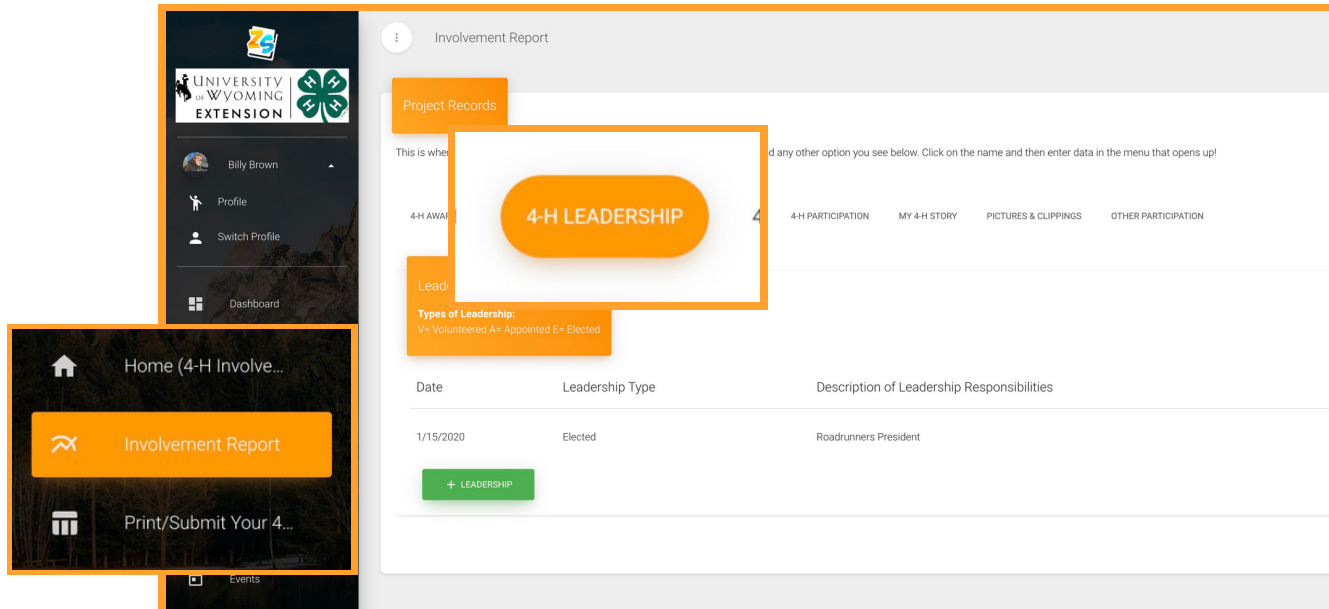 ZS
UNIVERSITY
OF WYOMING
EXTENSION
H H
H H
Billy Brown
Profile
Switch Profile
Dashboard
Home (4-H Involve...
Involvement Report
Print/Submit Your 4...
Events
Involvement Report
Project Records
This is when d any other option you see below. Click on the name and then enter data in the menu that opens up!
4-H LEADERSHIP
4-H AWAR 4 4-H PARTICIPATION MY 4-H STORY PICTURES & CLIPPINGS OTHER PARTICIPATION
Leade
Types of Leadership:
V= Volunteered A= Appointed E= Elected
Date Leadership Type Description of Leadership Responsibilities
1/15/2020 Elected Roadrunners President
+ LEADERSHIP